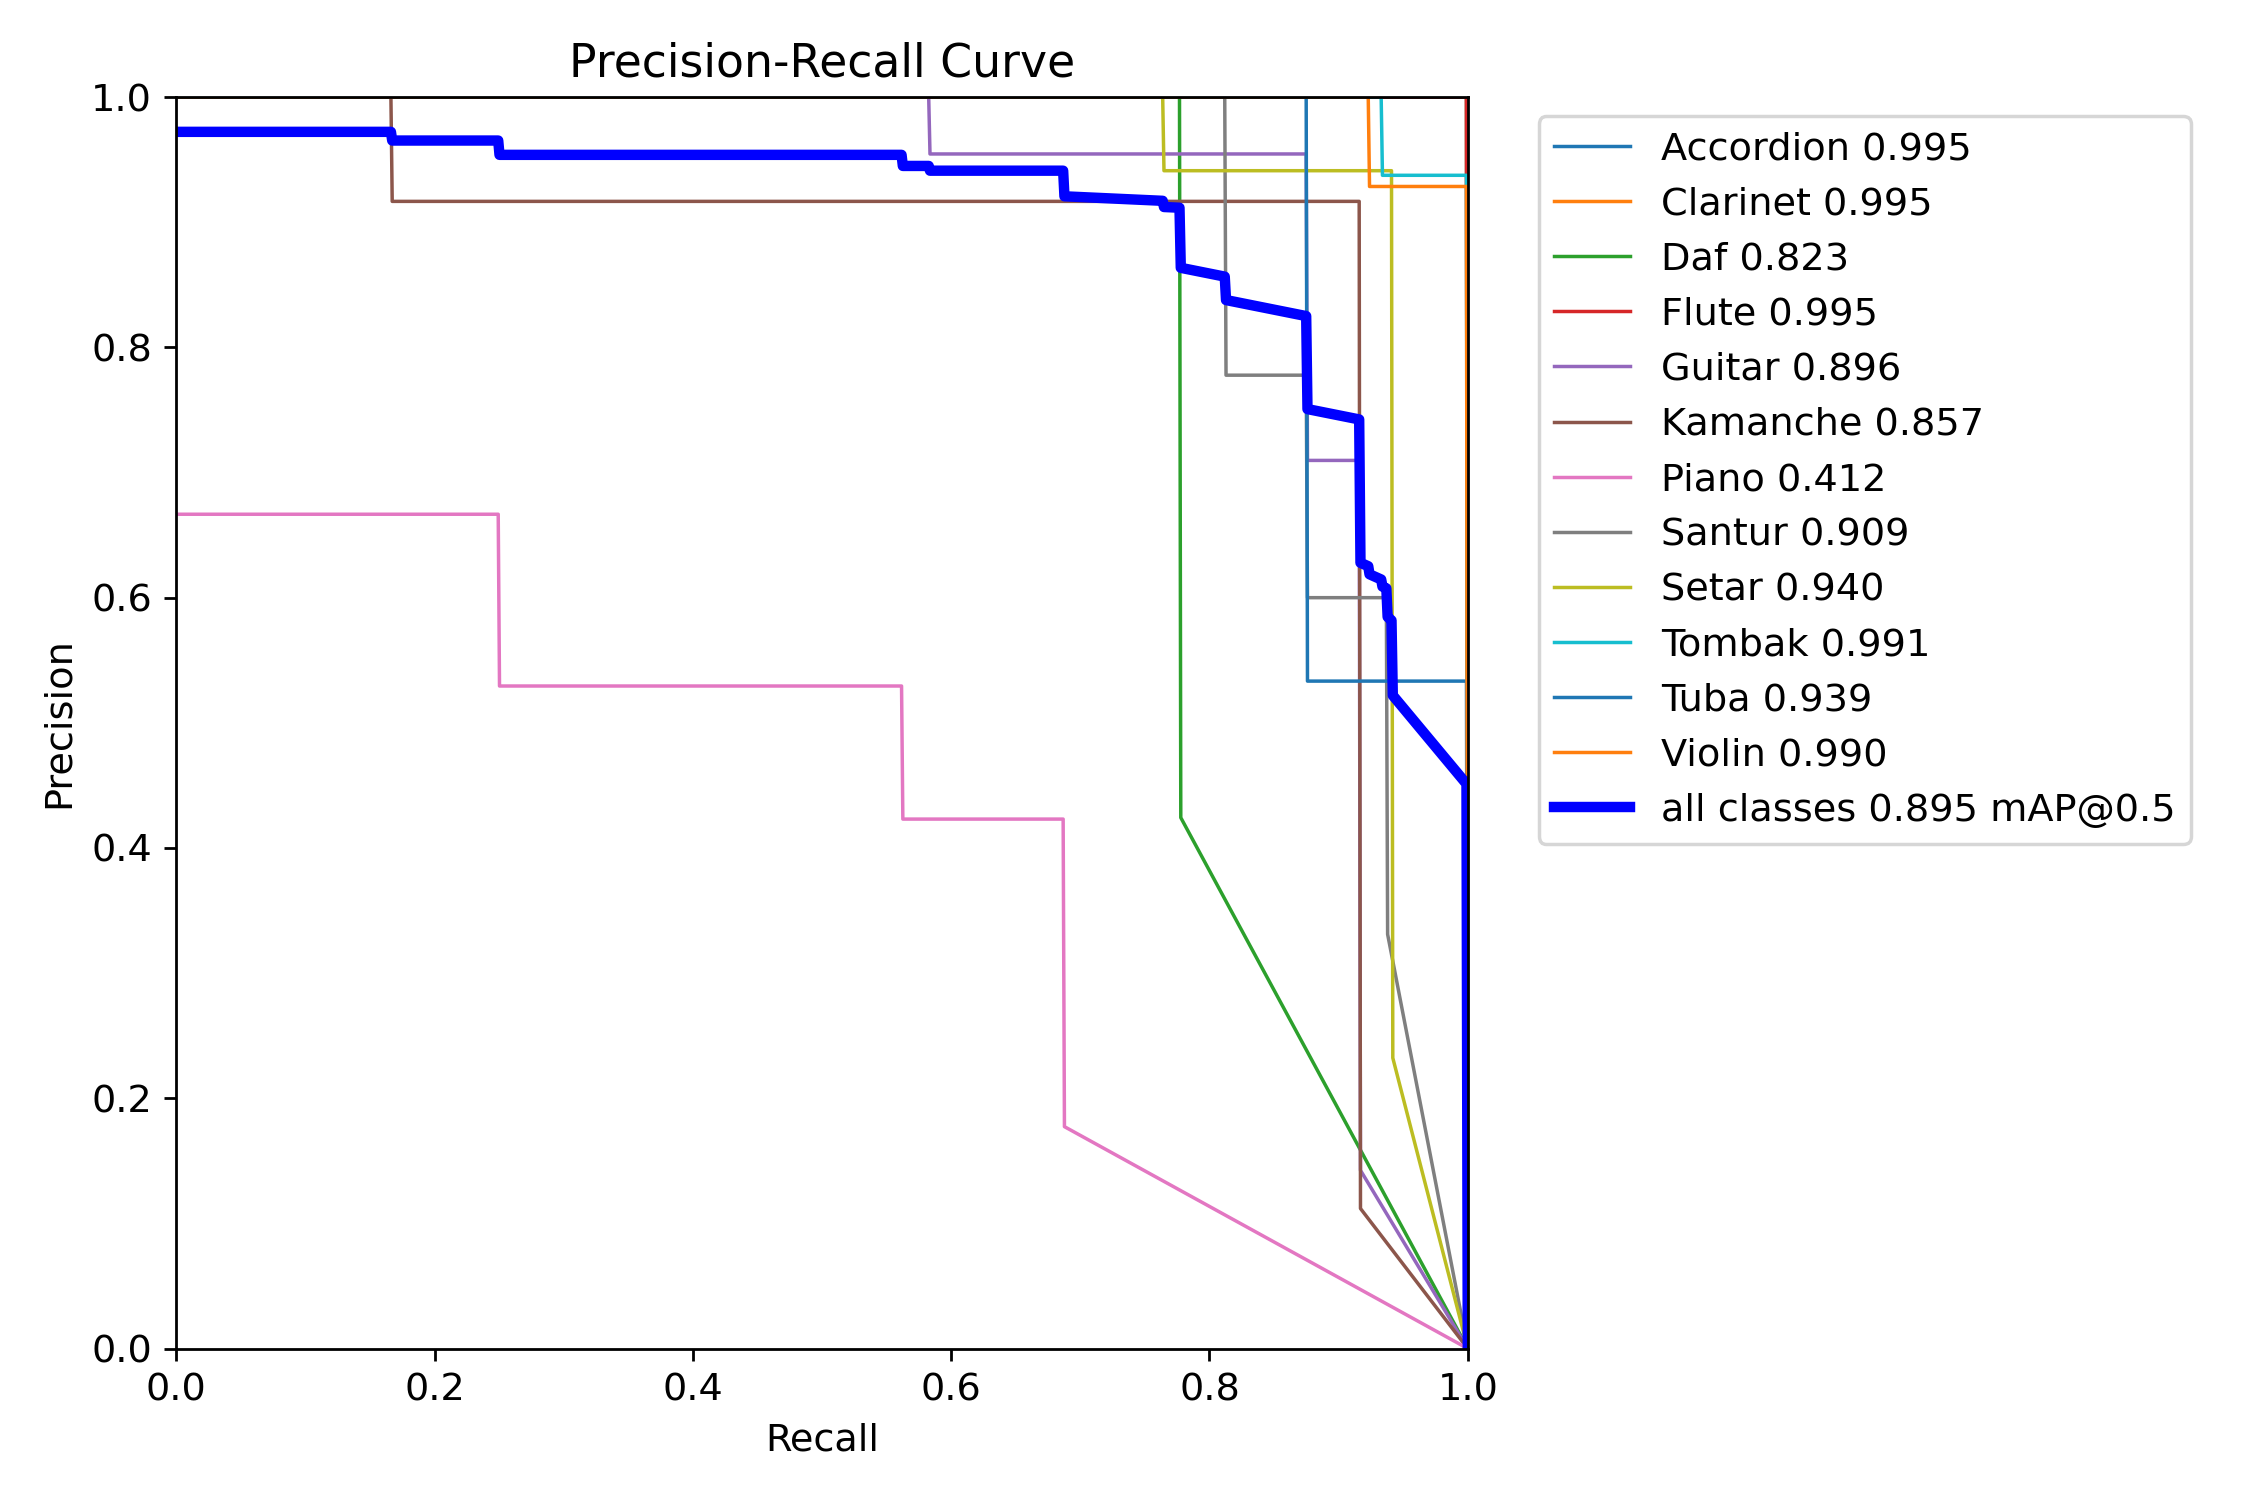 Precision-Recall Curve
1.0
0.8
0.6
0.4
0.2
0.0
Precision
0.0 0.2 0.4 0.6 0.8 1.0
Recall
Accordion 0.995
Clarinet 0.995
Daf 0.823
Flute 0.995
Guitar 0.896
Kamanche 0.857
Piano 0.412
Santur 0.909
Setar 0.940
Tombak 0.991
Tuba 0.939
Violin 0.990
all classes 0.895 mAP@0.5